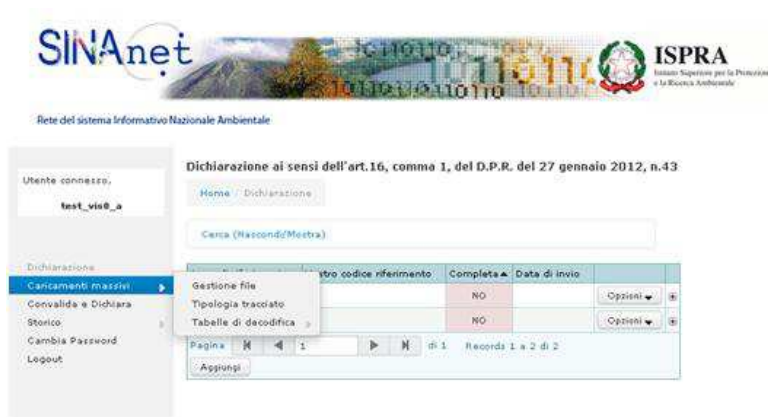 SINAnet
ISPRA
Istituto Superiore per la Protezione
e la Ricerca Ambientale
Rete del sistema Informativo Nazionale Ambientale
Dichiarazione ai sensi dell'art.16, comma 1, del D.P.R. del 27 gennaio 2012, n.43
Utente connesso,
test_vis0_a
Home / Dichiarazione
Cerca (Nascondi/Mostra)
Dichiarazione
Caricamenti massivi
Convalida e Dichiara
Storico
Cambia Password
Logout
codice riferimento Completa Data di invio
Gestione file
Tipologia tracciato
Tabelle di decodifica
NO Opzioni
NO Opzioni
Pagina 1 di 1 Records 1 a 2 di 2
Aggiungi